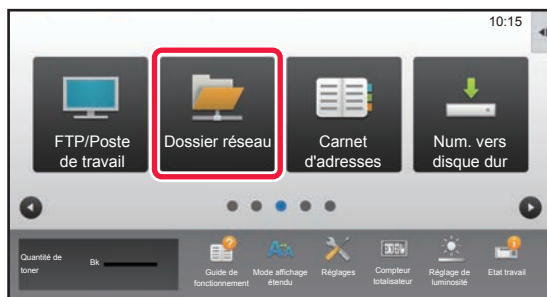 10:15
FTP/Poste
de travail
Dossier réseau
Carnet
d'adresses
Num. vers
disque dur
Quantité de
toner
Bk
Guide de
fonctionnement
Mode affichage
étendu
Réglages
Compteur
totalisateur
Réglage de
luminosité
Etat travail